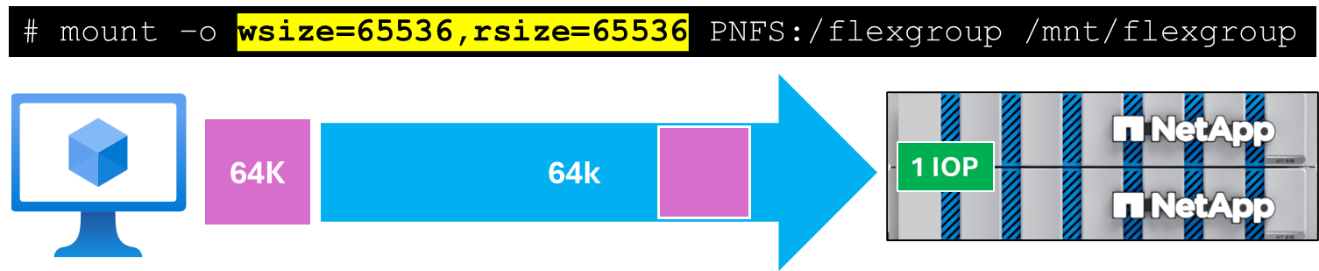 # mount –o wsize=65536,rsize=65536 PNFS:/flexgroup /mnt/flexgroup
64K
64k
1 IOP
NetApp
NetApp